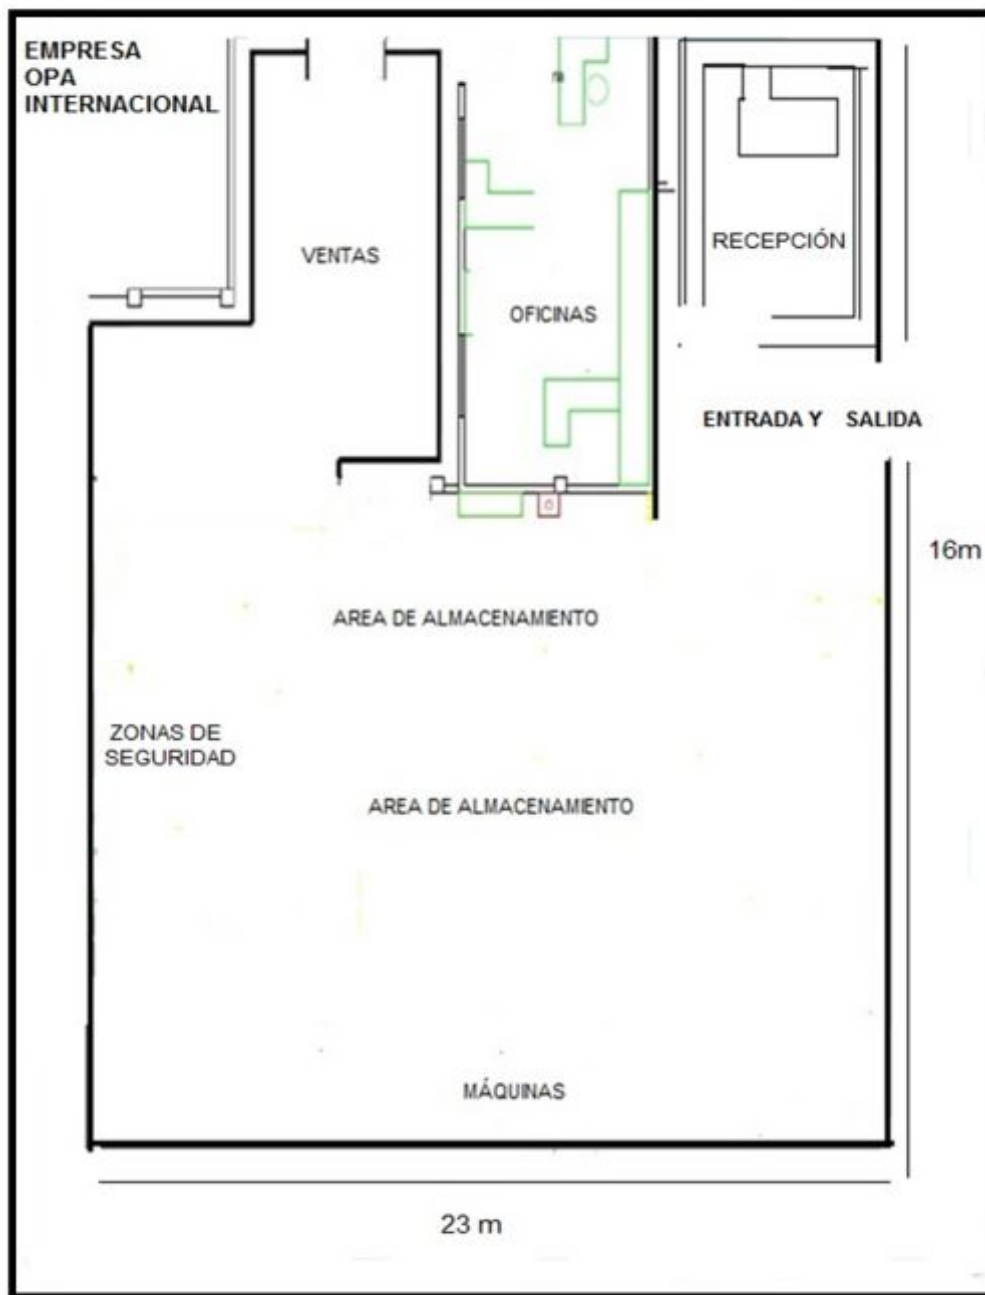 EMPRESA
OPA
INTERNACIONAL
VENTAS
RECEPCIÓN
OFICINAS
ENTRADA Y SALIDA
16m
AREA DE ALMACENAMIENTO
ZONAS DE
SEGURIDAD
AREA DE ALMACENAMIENTO
MÁQUINAS
23 m